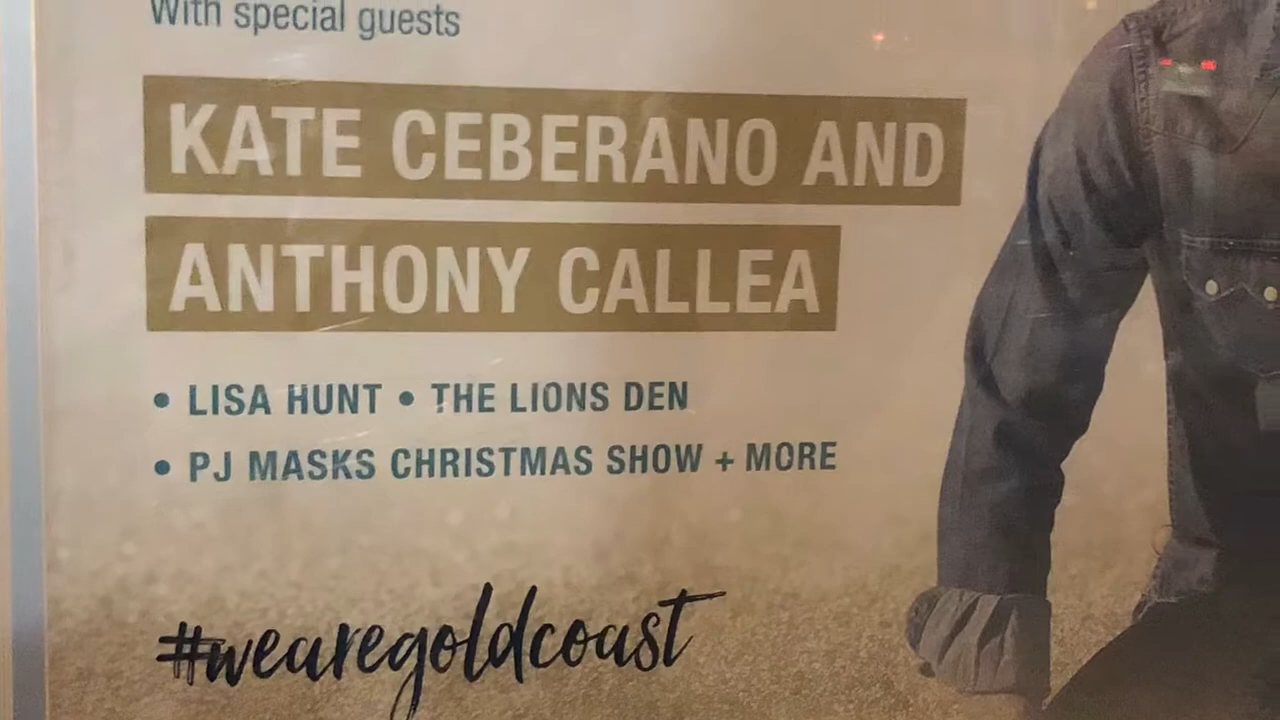 With special guests
KATE CEBERANO AND
ANTHONY CALLEA
• LISA HUNT • THE LIONS DEN
• PJ MASKS CHRISTMAS SHOW + MORE
#wearegoldcoast